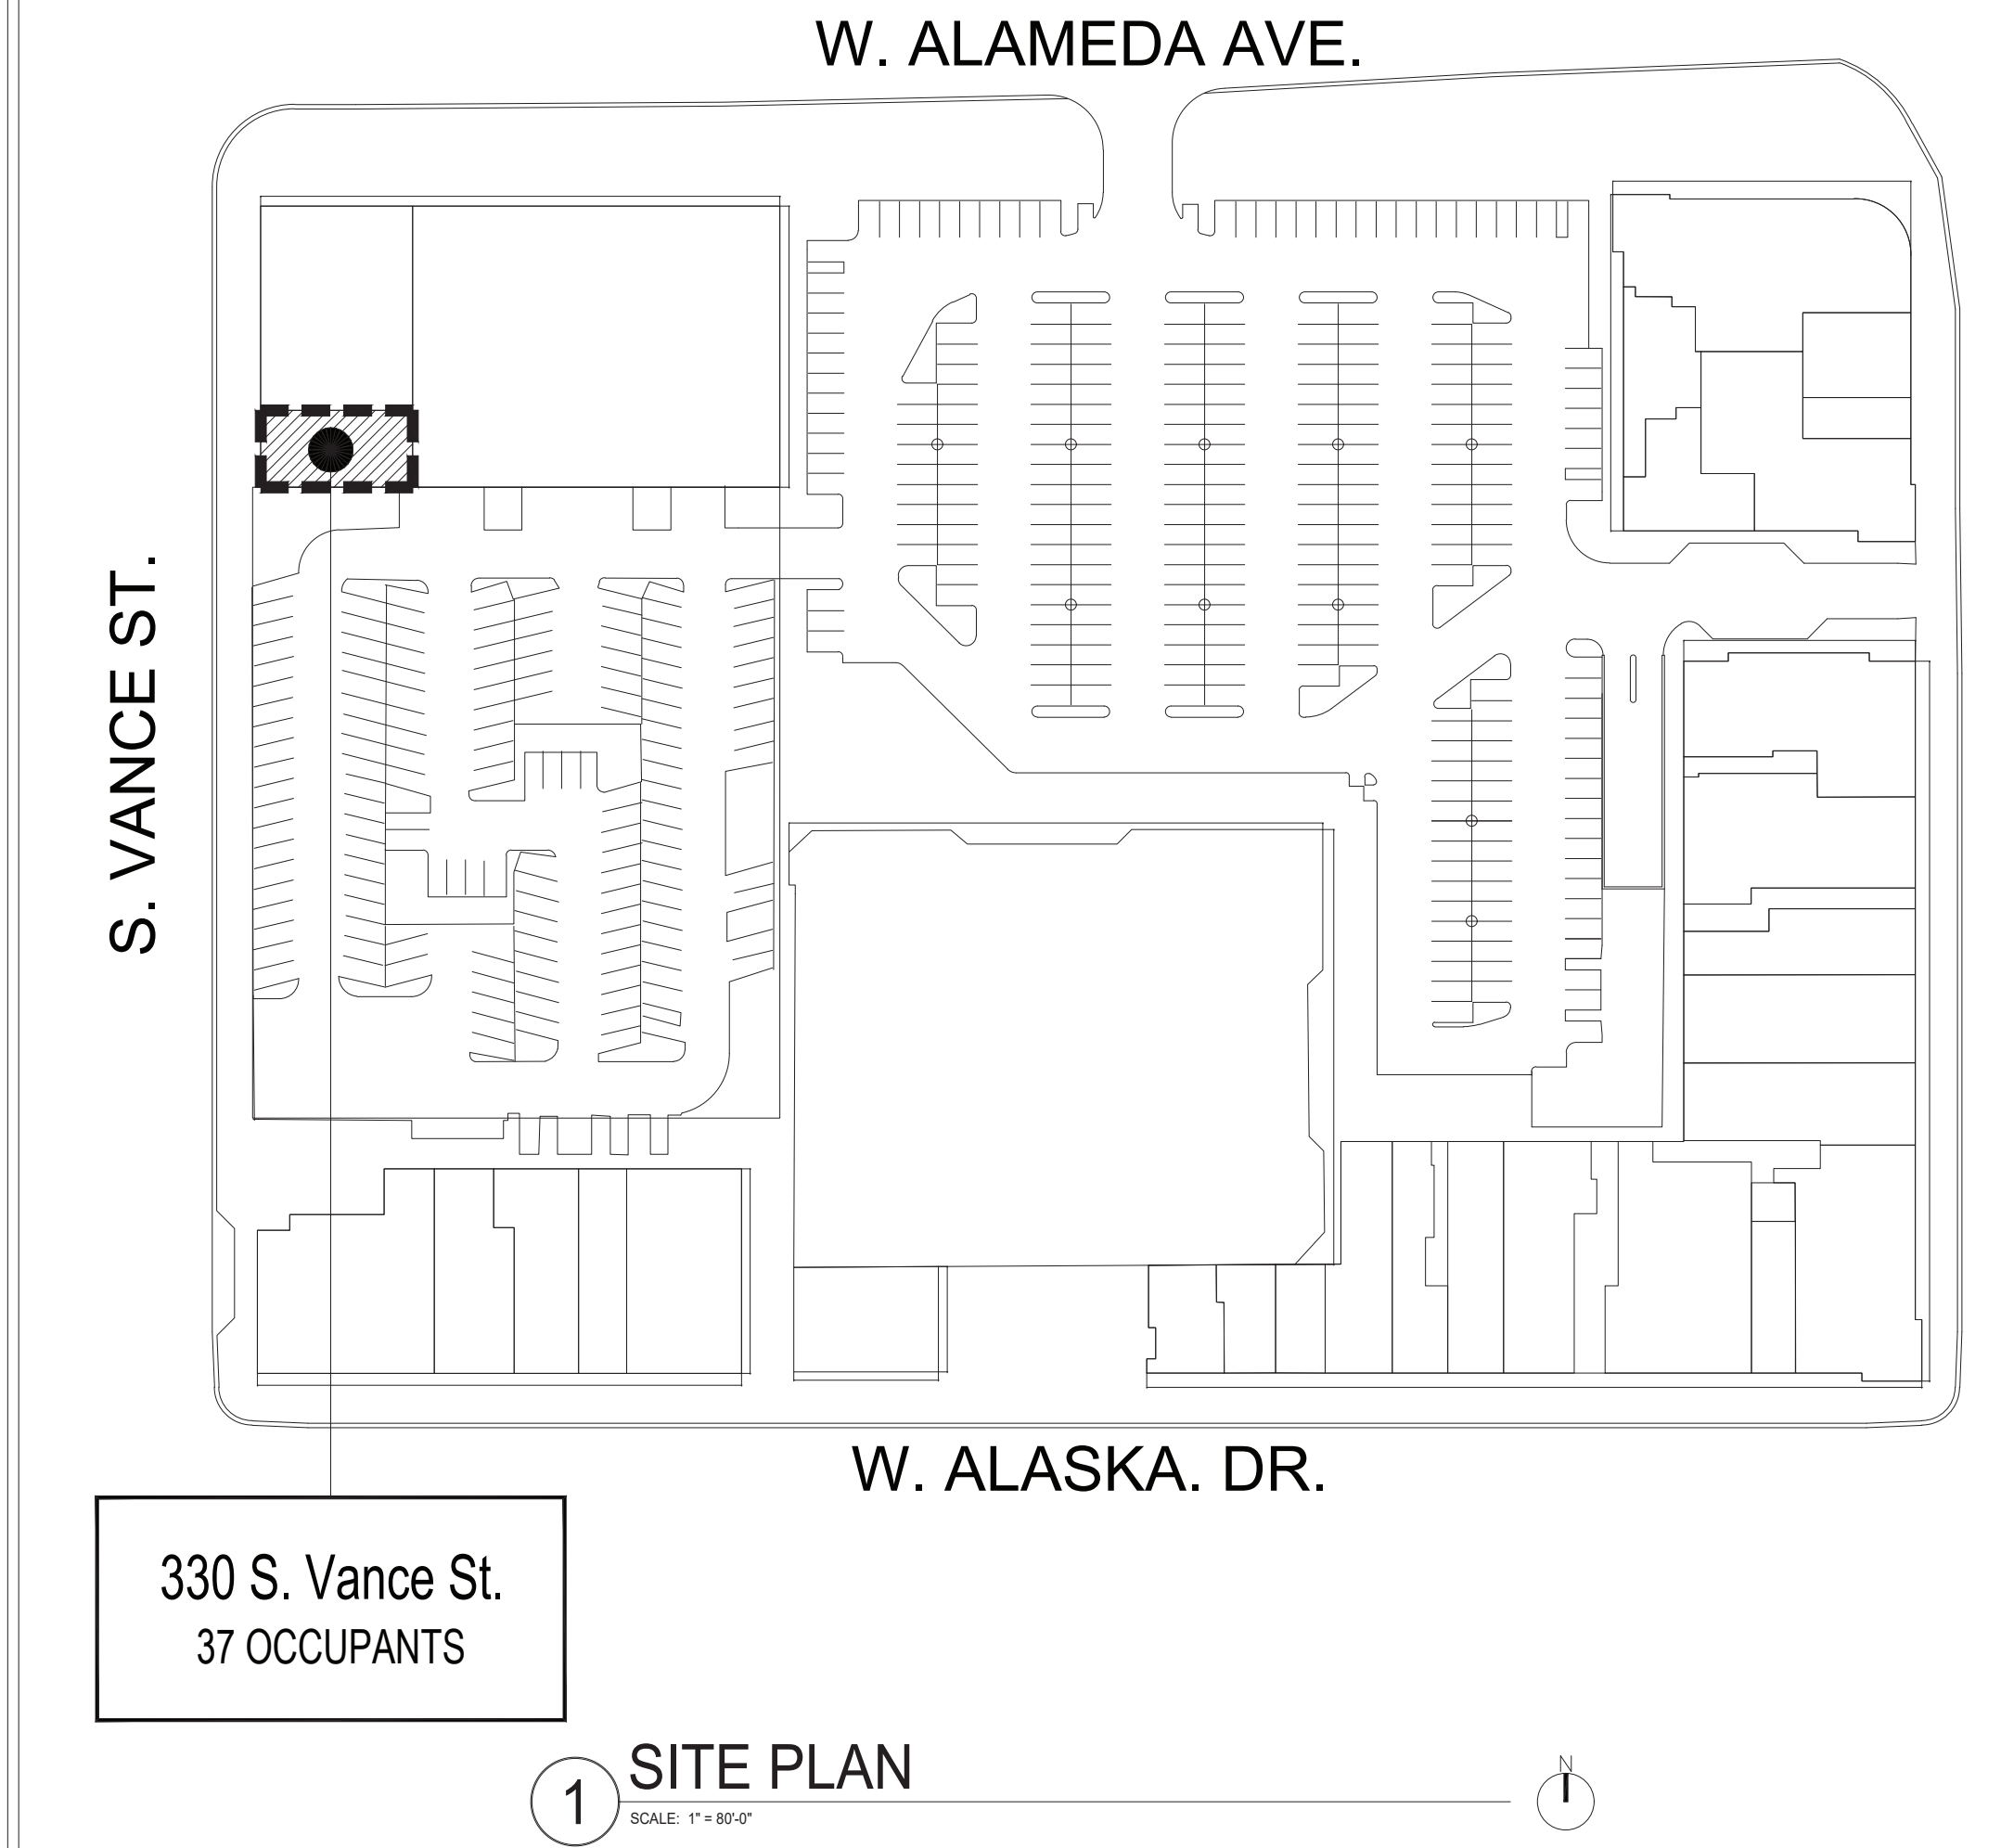 W. ALAMEDA AVE.
S. VANCE ST.
W. ALASKA. DR.
330 S. Vance St.
37 OCCUPANTS
1
SITE PLAN
SCALE: 1" = 80'-0"
N